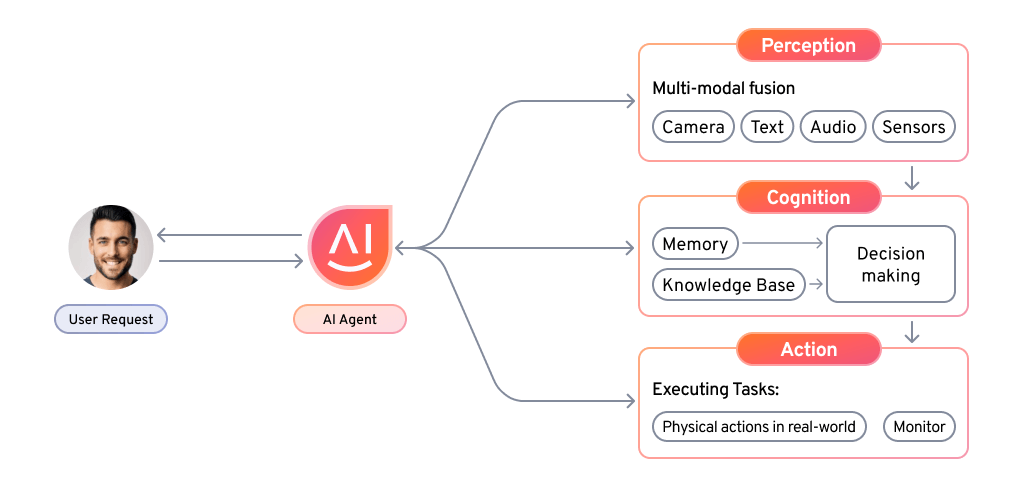 User Request
AI
AI Agent
Perception
Multi-modal fusion
Camera
Text
Audio
Sensors
Cognition
Memory
Knowledge Base
Decision
making
Action
Executing Tasks:
Physical actions in real-world
Monitor